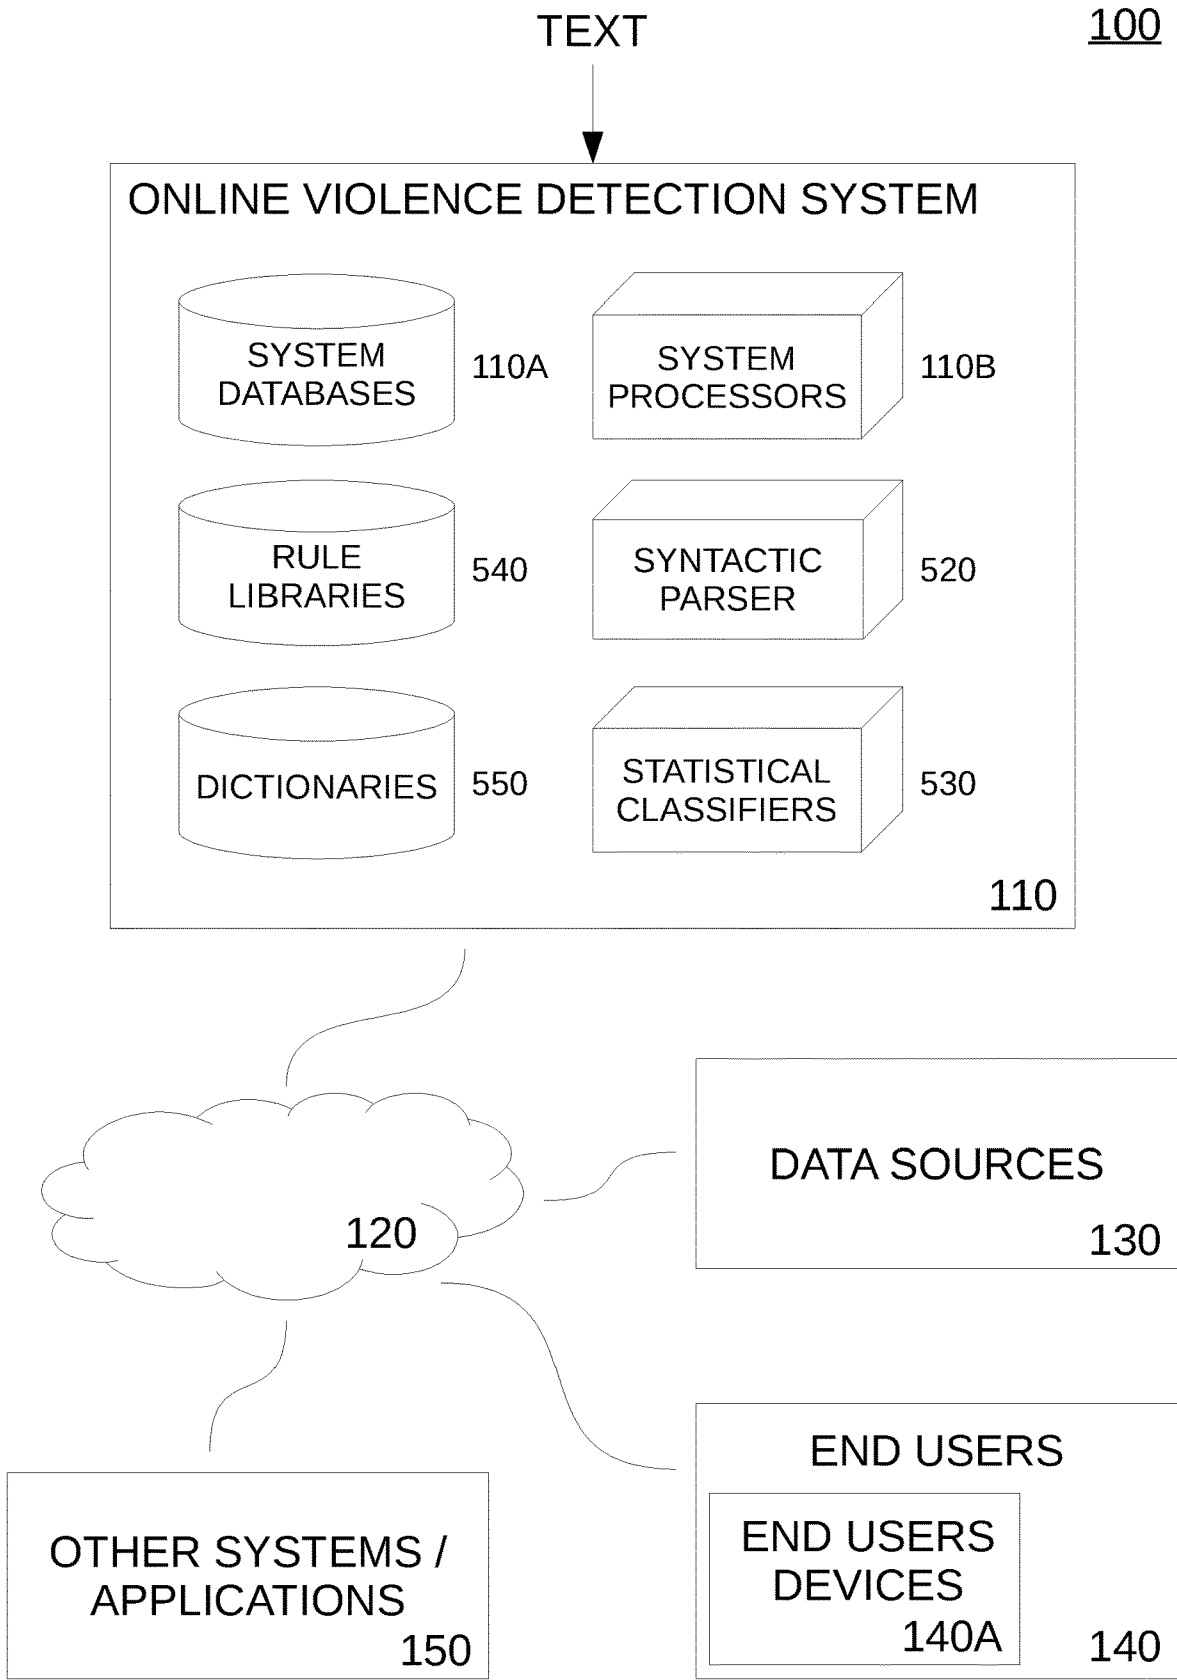 TEXT
100
ONLINE VIOLENCE DETECTION SYSTEM
SYSTEM
DATABASES
110A
SYSTEM
PROCESSORS
110B
RULE
LIBRARIES
540
SYNTACTIC
PARSER
520
DICTIONARIES
550
STATISTICAL
CLASSIFIERS
530
110
120
DATA SOURCES
130
END USERS
END USERS
DEVICES
140A
140
OTHER SYSTEMS /
APPLICATIONS
150